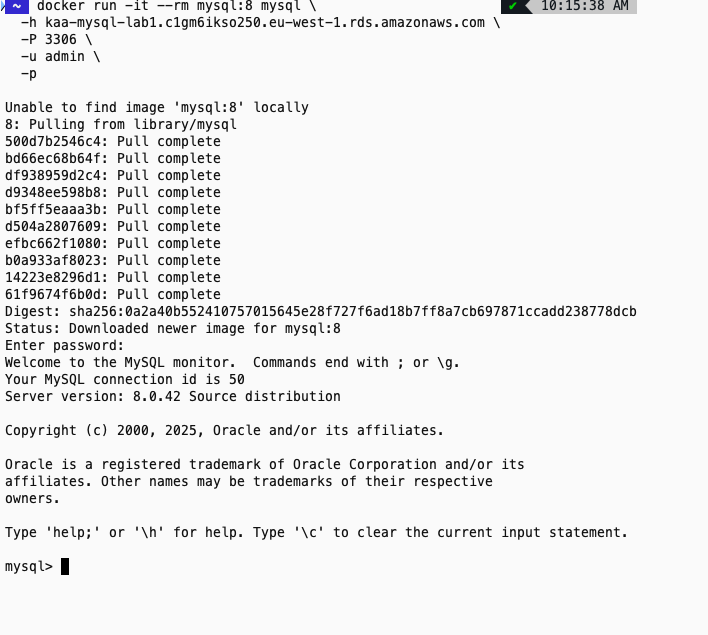 ~ docker run -it --rm mysql:8 mysql \ ✔ 10:15:38 AM
-h kaa-mysql-lab1.c1gm6ikso250.eu-west-1.rds.amazonaws.com \
-P 3306 \
-u admin \
-p
Unable to find image 'mysql:8' locally
8: Pulling from library/mysql
500d7b2546c4: Pull complete
bd66ec68b64f: Pull complete
df938959d2c4: Pull complete
d9348ee598b8: Pull complete
bf5ff5eaaa3b: Pull complete
d504a2807609: Pull complete
efbc662f1080: Pull complete
b0a933af8023: Pull complete
14223e8296d1: Pull complete
61f9674f6b0d: Pull complete
Digest: sha256:0a2a40b552410757015645e28f727f6ad18b7ff8a7cb697871ccadd238778dcb
Status: Downloaded newer image for mysql:8
Enter password:
Welcome to the MySQL monitor.  Commands end with ; or \g.
Your MySQL connection id is 50
Server version: 8.0.42 Source distribution
Copyright (c) 2000, 2025, Oracle and/or its affiliates.
Oracle is a registered trademark of Oracle Corporation and/or its
affiliates. Other names may be trademarks of their respective
owners.
Type 'help;' or '\h' for help. Type '\c' to clear the current input statement.
mysql>